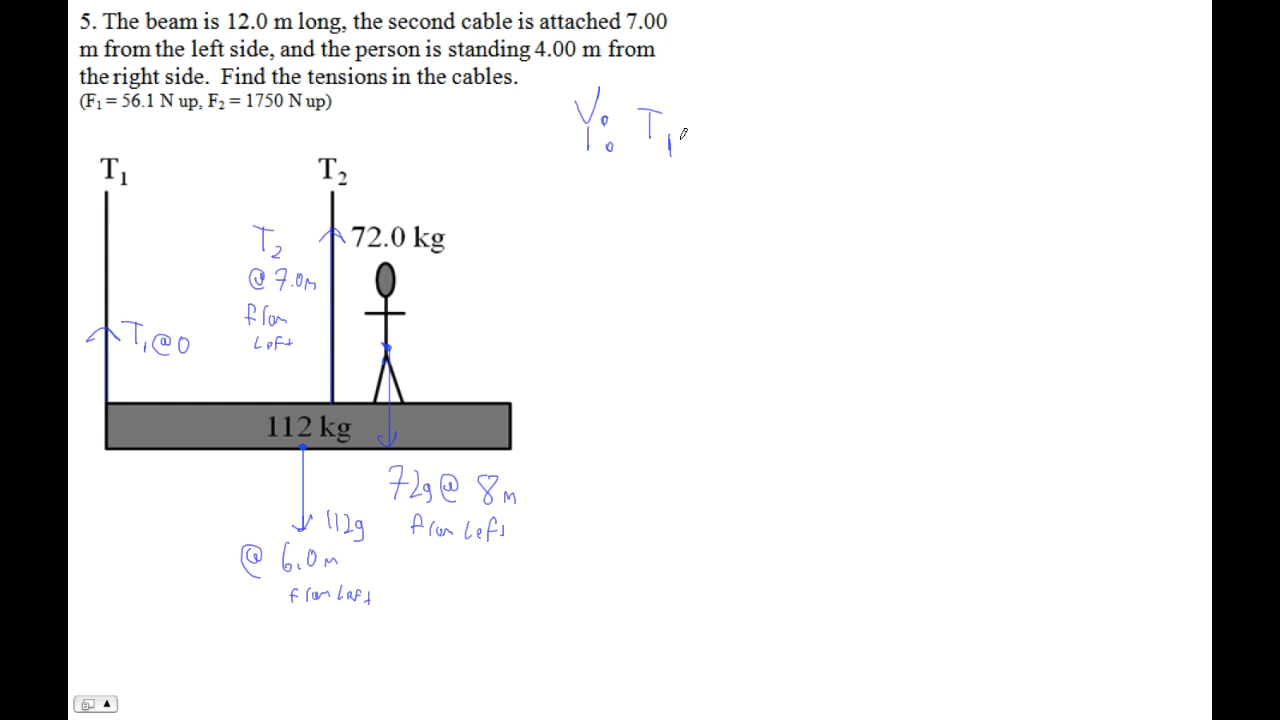 5. The beam is 12.0 m long, the second cable is attached 7.00
m from the left side, and the person is standing 4.00 m from
the right side. Find the tensions in the cables.
(F₁ = 56.1 N up, F₂ = 1750 N up)
Y: T₁
T₁
T₂
T₂
72.0 kg
@ 7.0m
from
Left
T₁@0
112 kg
72g@ 8m
from Left
112g
@ 6.0m
from Left